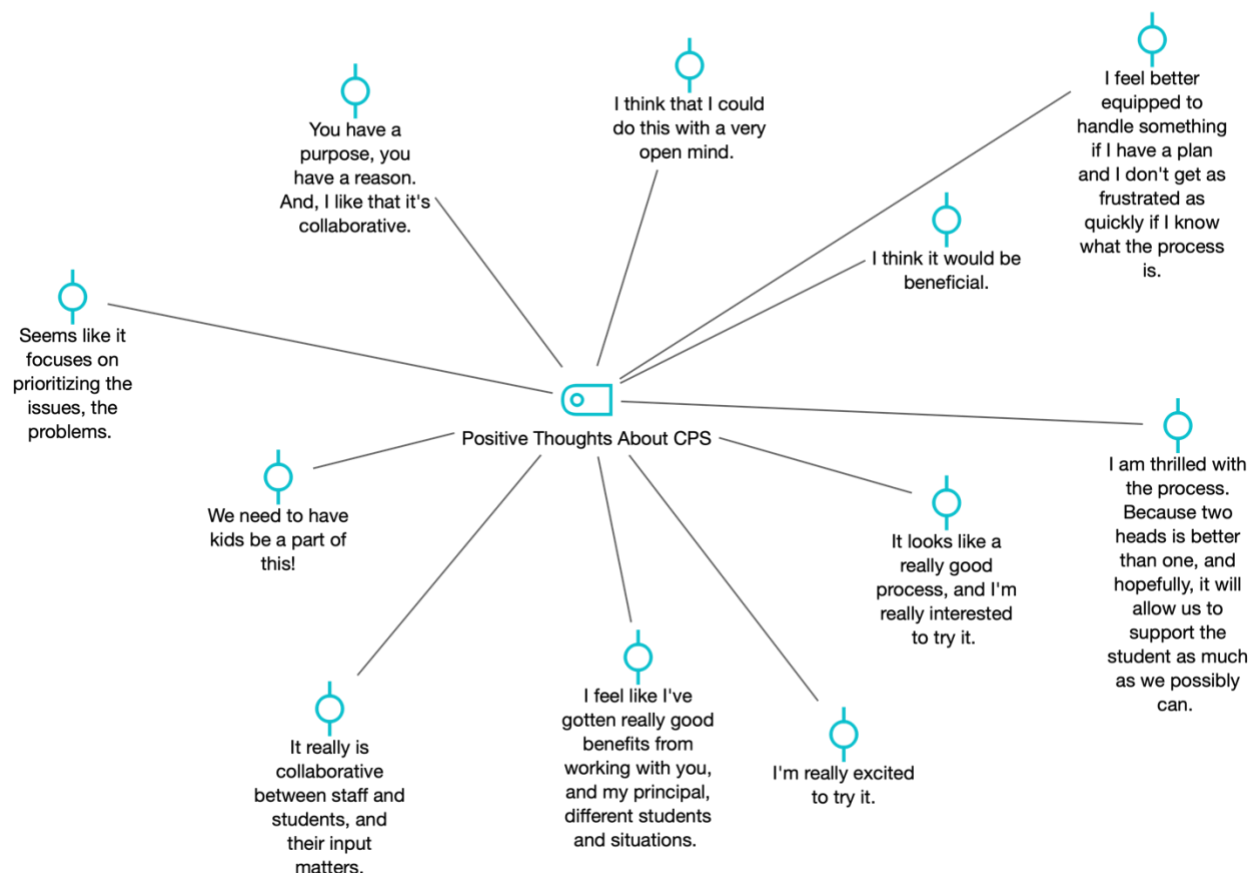 You have a
purpose, you
have a reason.
And, I like that it's
collaborative.
I think that I could
do this with a very
open mind.
I feel better
equipped to
handle something
if I have a plan
and I don't get as
frustrated as
quickly if I know
what the process
is.
I think it would be
beneficial.
Seems like it
focuses on
prioritizing the
issues, the
problems.
Positive Thoughts About CPS
We need to have
kids be a part of
this!
It looks like a
really good
process, and I'm
really interested
to try it.
I am thrilled with
the process.
Because two
heads is better
than one, and
hopefully, it will
allow us to
support the
student as much
as we possibly
can.
It really is
collaborative
between staff and
students, and
their input
matters.
I feel like I've
gotten really good
benefits from
working with you,
and my principal,
different students
and situations.
I'm really excited
to try it.